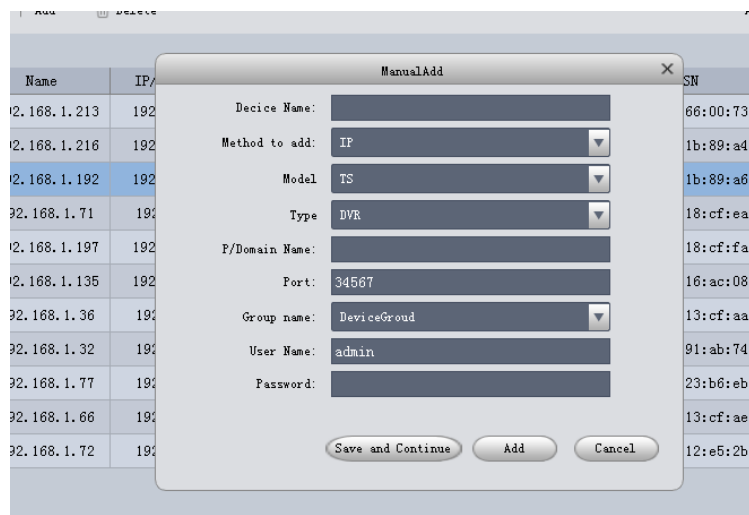 Add Delete
ManualAdd
Name IP/ SN
Decice Name:
92.168.1.213 192 66:00:73
Method to add: IP
92.168.1.216 192 1b:89:a4
Model TS
92.168.1.192 192 1b:89:a6
Type DVR
92.168.1.71 192 18:cf:ea
P/Domain Name:
92.168.1.197 192 18:cf:fa
Port: 34567
92.168.1.135 192 16:ac:08
Group name: DeviceGroud
92.168.1.36 192 13:cf:aa
User Name: admin
92.168.1.32 192 91:ab:74
Password:
92.168.1.77 192 23:b6:eb
92.168.1.66 192 13:cf:ae
Save and Continue Add Cancel
92.168.1.72 192 12:e5:2b